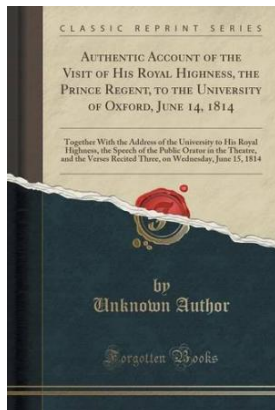 CLASSIC REPRINT SERIES
AUTHENTIC ACCOUNT OF THE
VISIT OF HIS ROYAL HIGHNESS, THE
PRINCE REGENT, TO THE UNIVERSITY
OF OXFORD, JUNE 14, 1814
Together With the Address of the University to His Royal
Highness, the Speech of the Public Orator in the Theatre,
and the Verses Recited Three, on Wednesday, June 15, 1814
by
Unknown Author
Forgotten Books